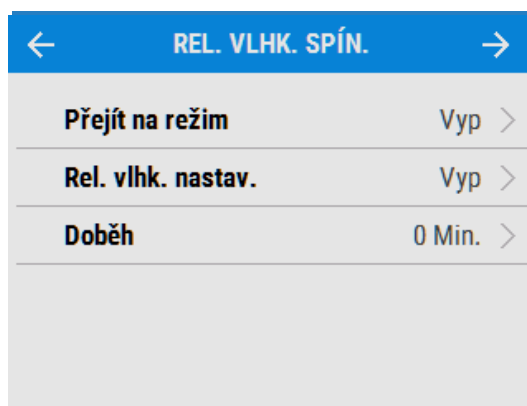 REL. VLHK. SPÍN.
Přejít na režim Vyp
Rel. vlhk. nastav. Vyp
Doběh 0 Min.